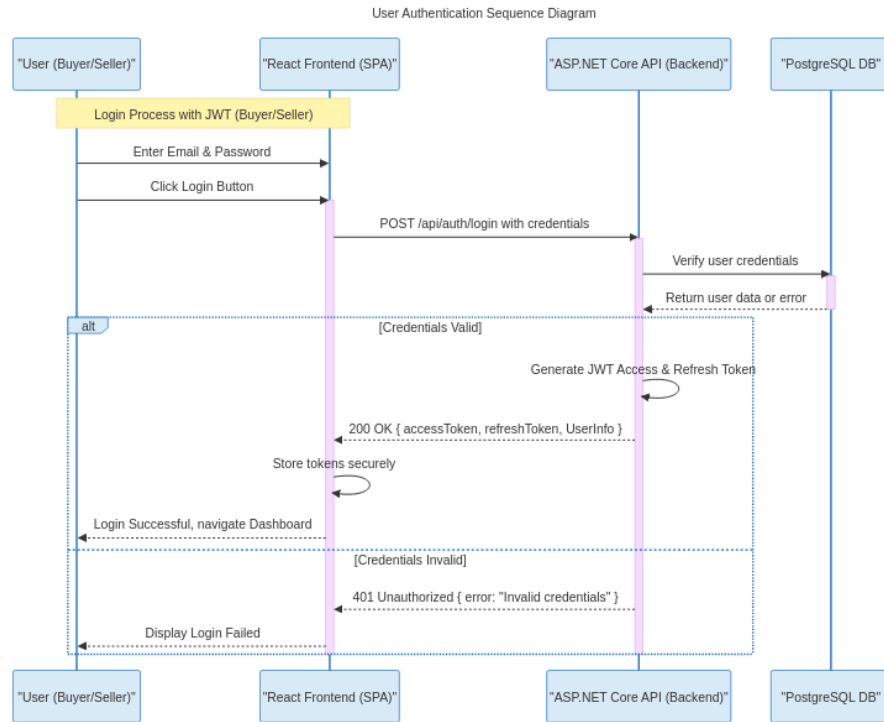 User Authentication Sequence Diagram
"User (Buyer/Seller)"
"React Frontend (SPA)"
"ASP.NET Core API (Backend)"
"PostgreSQL DB"
Login Process with JWT (Buyer/Seller)
Enter Email & Password
Click Login Button
POST /api/auth/login with credentials
Verify user credentials
Return user data or error
alt
[Credentials Valid]
Generate JWT Access & Refresh Token
200 OK { accessToken, refreshToken, UserInfo }
Store tokens securely
Login Successful, navigate Dashboard
[Credentials Invalid]
401 Unauthorized { error: "Invalid credentials" }
Display Login Failed
"User (Buyer/Seller)"
"React Frontend (SPA)"
"ASP.NET Core API (Backend)"
"PostgreSQL DB"